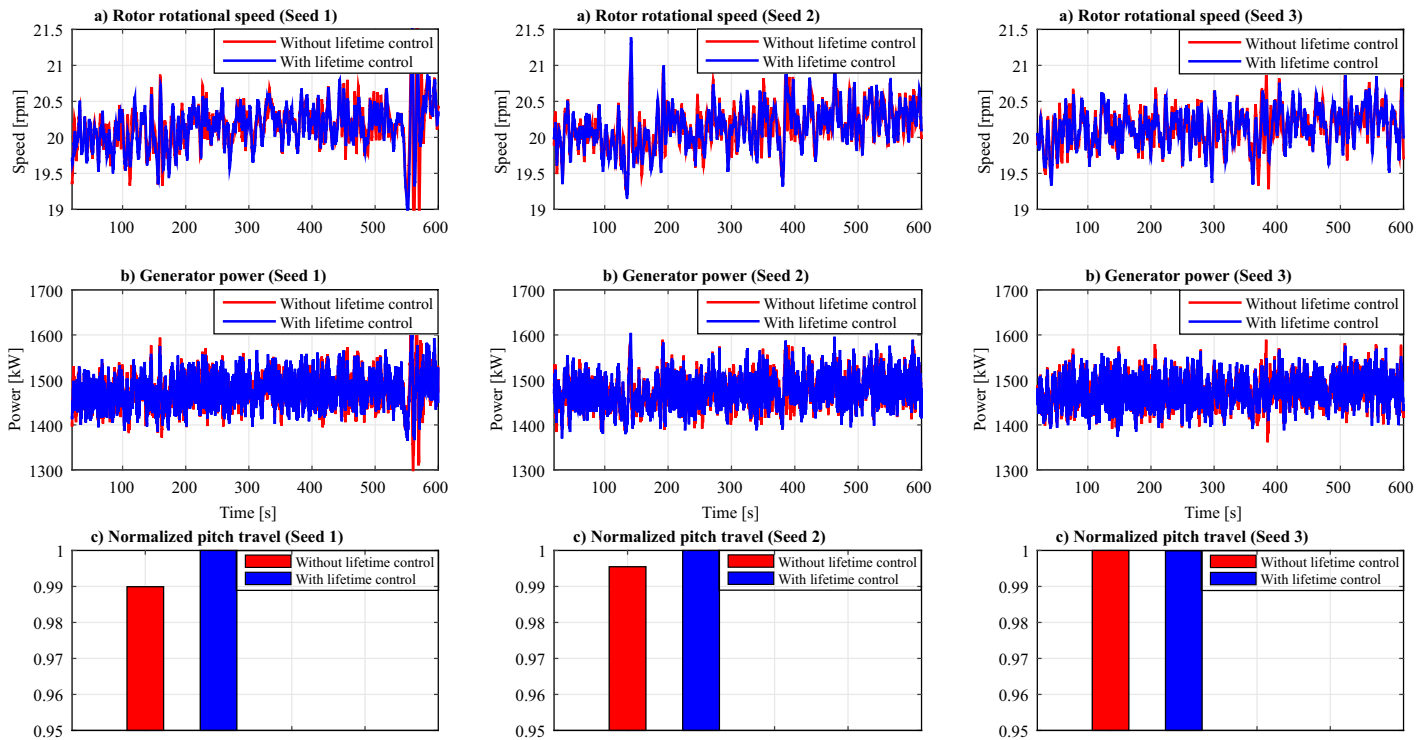 a) Rotor rotational speed (Seed 1)
21.5
21
20.5
20
19.5
19
Speed [rpm]
Without lifetime control
With lifetime control
100 200 300 400 500 600
a) Rotor rotational speed (Seed 2)
21.5
21
20.5
20
19.5
19
Speed [rpm]
Without lifetime control
With lifetime control
100 200 300 400 500 600
a) Rotor rotational speed (Seed 3)
21.5
21
20.5
20
19.5
19
Speed [rpm]
Without lifetime control
With lifetime control
100 200 300 400 500 600
b) Generator power (Seed 1)
1700
1600
1500
1400
1300
Power [kW]
Without lifetime control
With lifetime control
100 200 300 400 500 600
Time [s]
b) Generator power (Seed 2)
1700
1600
1500
1400
1300
Power [kW]
Without lifetime control
With lifetime control
100 200 300 400 500 600
Time [s]
b) Generator power (Seed 3)
1700
1600
1500
1400
1300
Power [kW]
Without lifetime control
With lifetime control
100 200 300 400 500 600
Time [s]
c) Normalized pitch travel (Seed 1)
1
0.99
0.98
0.97
0.96
0.95
Without lifetime control
With lifetime control
c) Normalized pitch travel (Seed 2)
1
0.99
0.98
0.97
0.96
0.95
Without lifetime control
With lifetime control
c) Normalized pitch travel (Seed 3)
1
0.99
0.98
0.97
0.96
0.95
Without lifetime control
With lifetime control